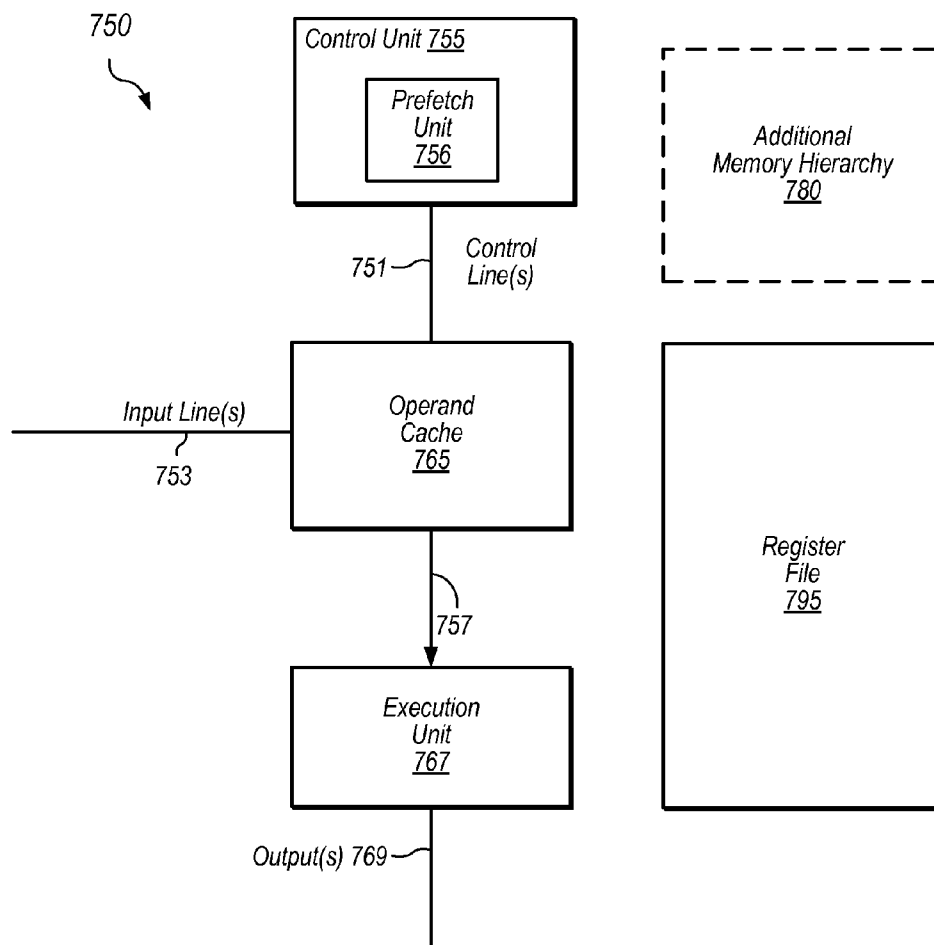 750
Control Unit 755
Prefetch
Unit
756
Additional
Memory Hierarchy
780
751
Control
Line(s)
Input Line(s)
753
Operand
Cache
765
Register
File
795
757
Execution
Unit
767
Output(s) 769